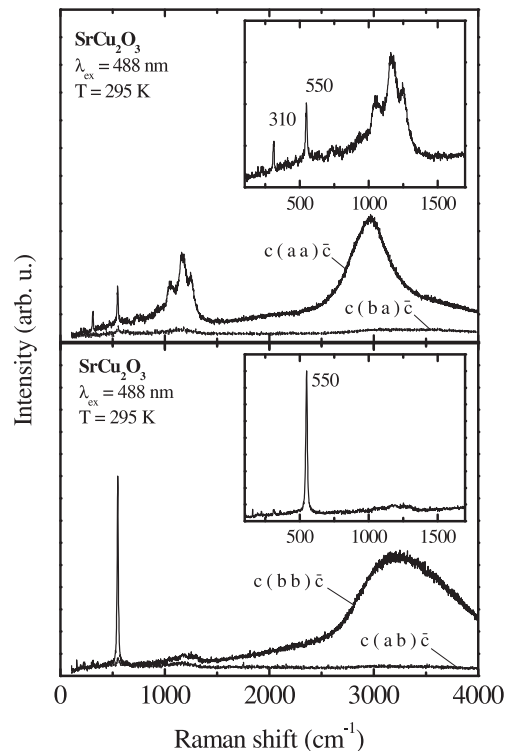 SrCu₂O₃
λₑₓ = 488 nm
T = 295 K
310
550
500 1000 1500
c(aa)c̄
c(ba)c̄
Intensity (arb. u.)
SrCu₂O₃
λₑₓ = 488 nm
T = 295 K
550
500 1000 1500
c(bb)c̄
c(ab)c̄
0 1000 2000 3000 4000
Raman shift (cm⁻¹)